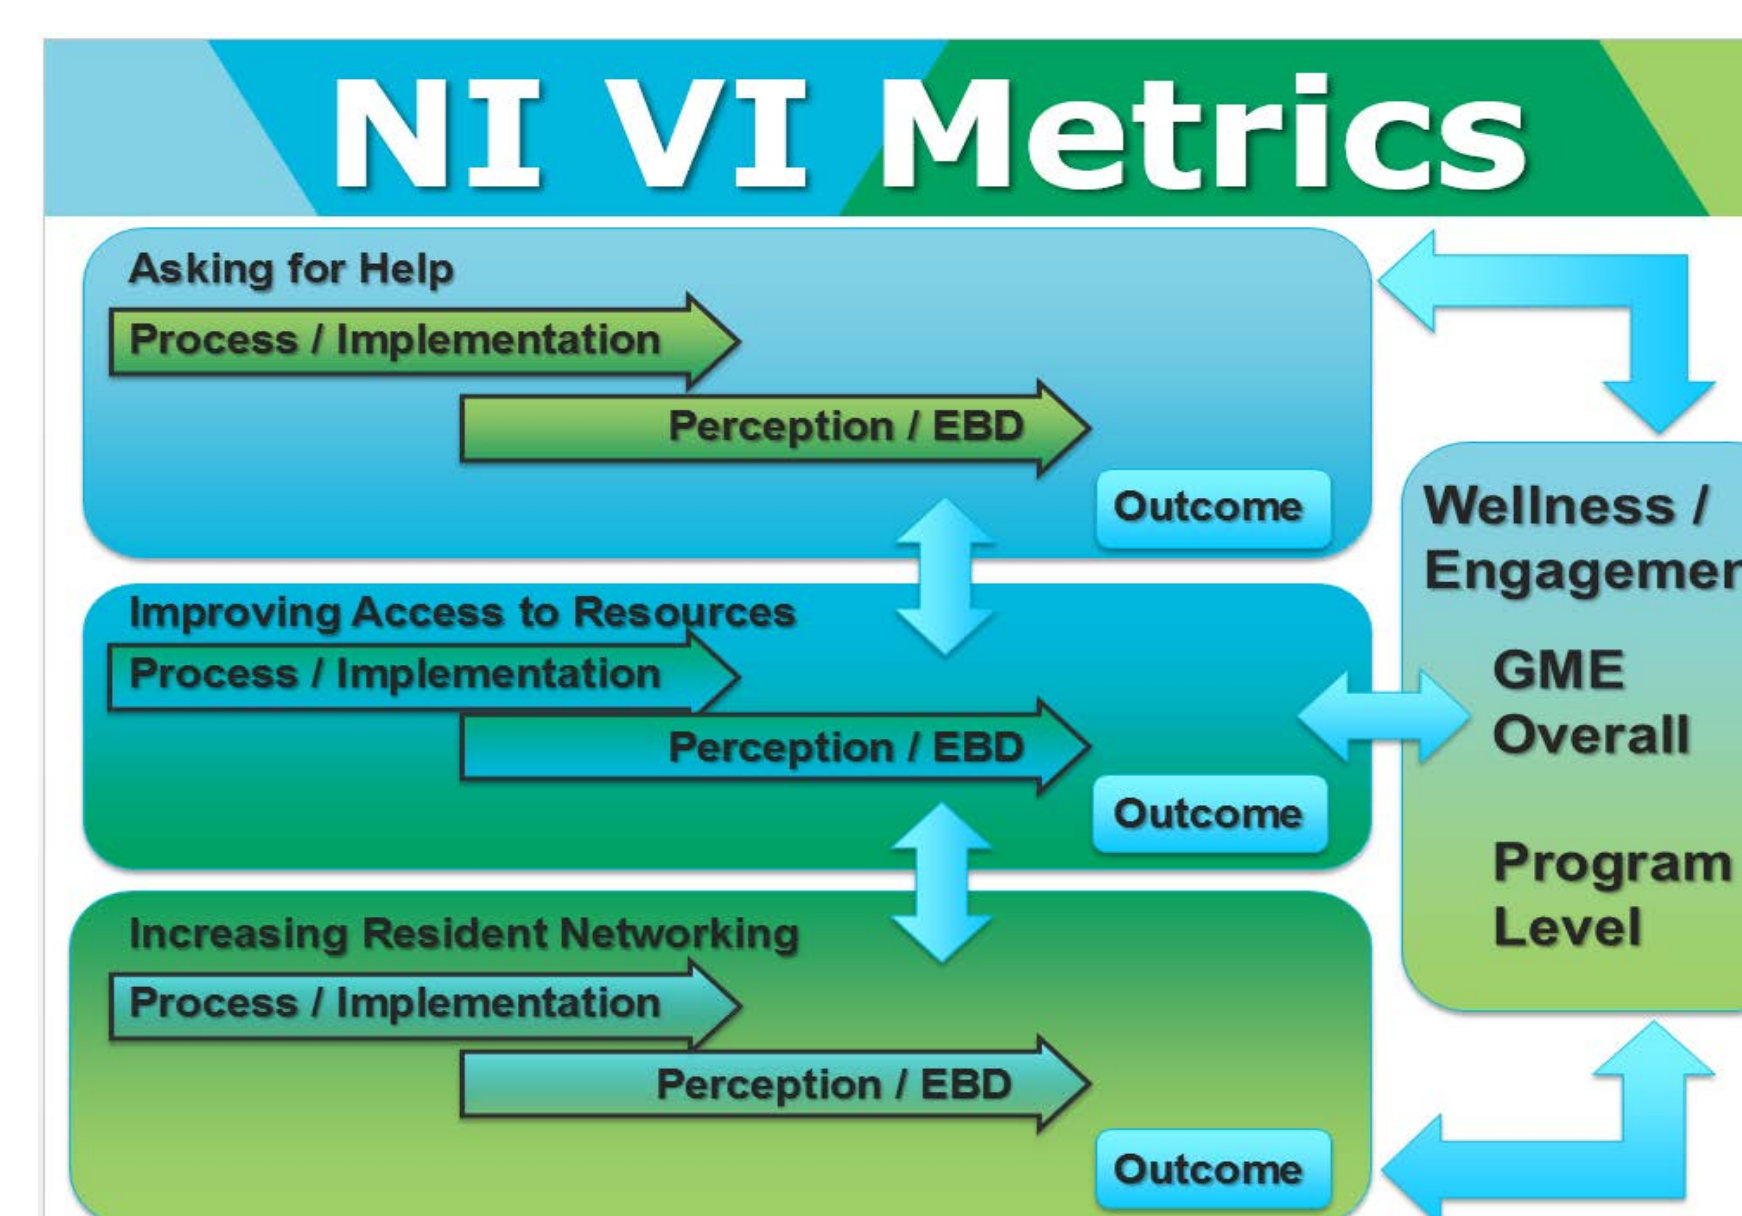 NI VI Metrics
Asking for Help
Process / Implementation
Perception / EBD
Outcome
Improving Access to Resources
Process / Implementation
Perception / EBD
Outcome
Increasing Resident Networking
Process / Implementation
Perception / EBD
Outcome
Wellness /
GME
Overall
Program
Level